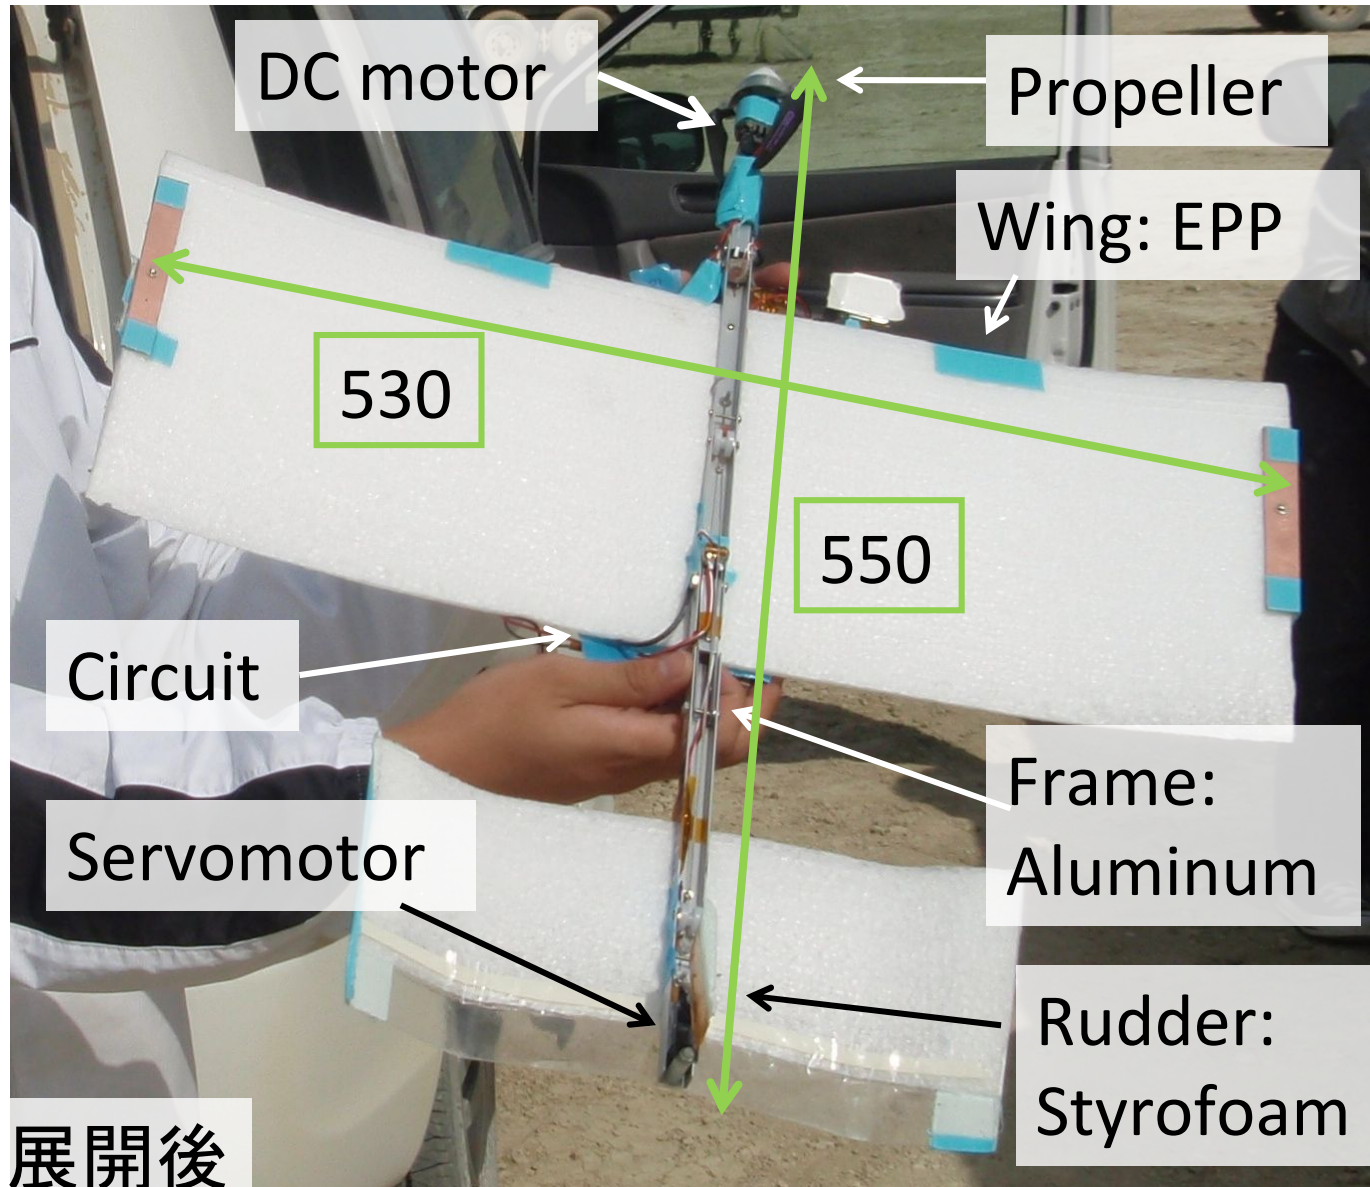 DC motor
Propeller
Wing: EPP
530
550
Circuit
Frame:
Aluminum
Servomotor
Rudder:
Styrofoam
展開後